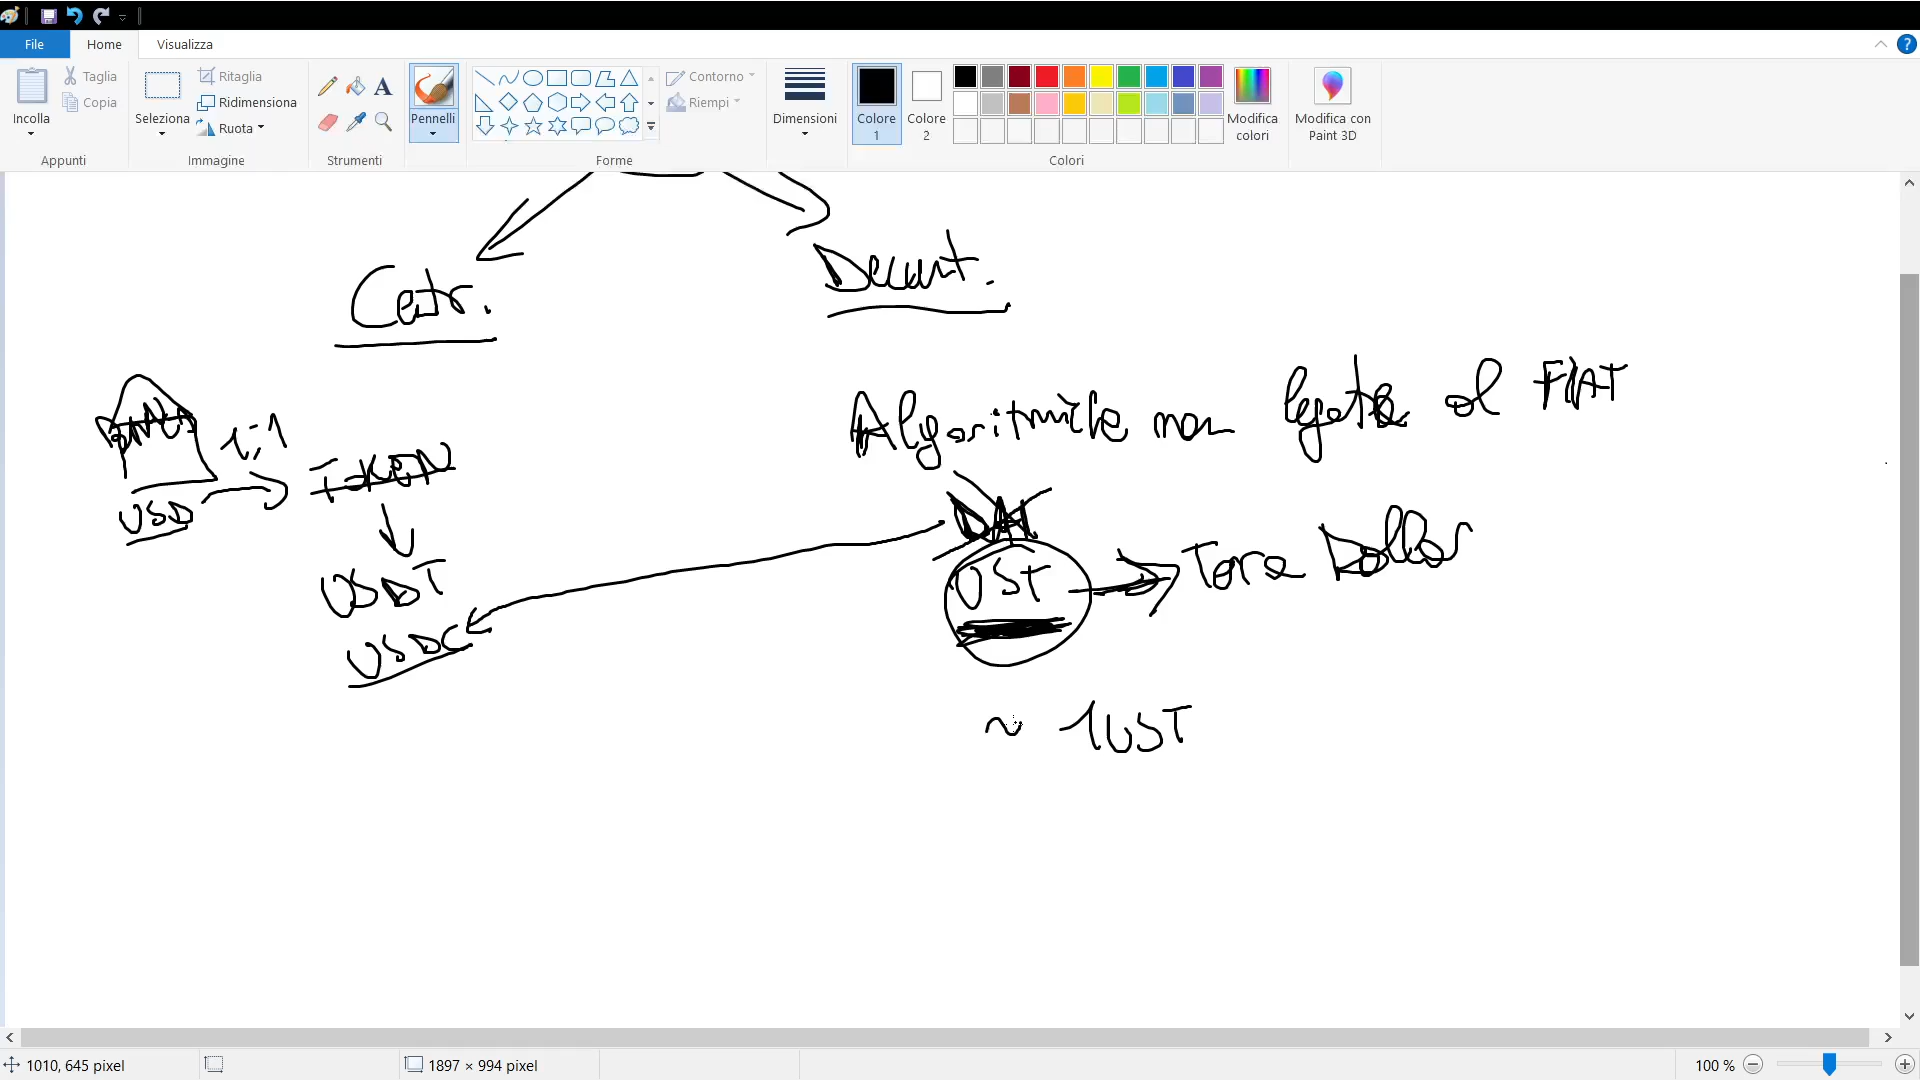 File Home Visualizza
Incolla
Taglia
Copia
Appunti
Seleziona
Ritaglia
Ridimensiona
Ruota
Immagine
Strumenti
Pennelli
Forme
Contorno
Riempi
Dimensioni
Colore
1
Colore
2
Colori
Modifica
colori
Modifica con
Paint 3D
Centr.
Decent.
Algoritmiche non legate al FIAT
BANCA
1:1
TOKEN
USD
USDT
USDC
DAI
UST
Terra Dollar
~ 1UST
1010, 645 pixel
1897 × 994 pixel
100 %